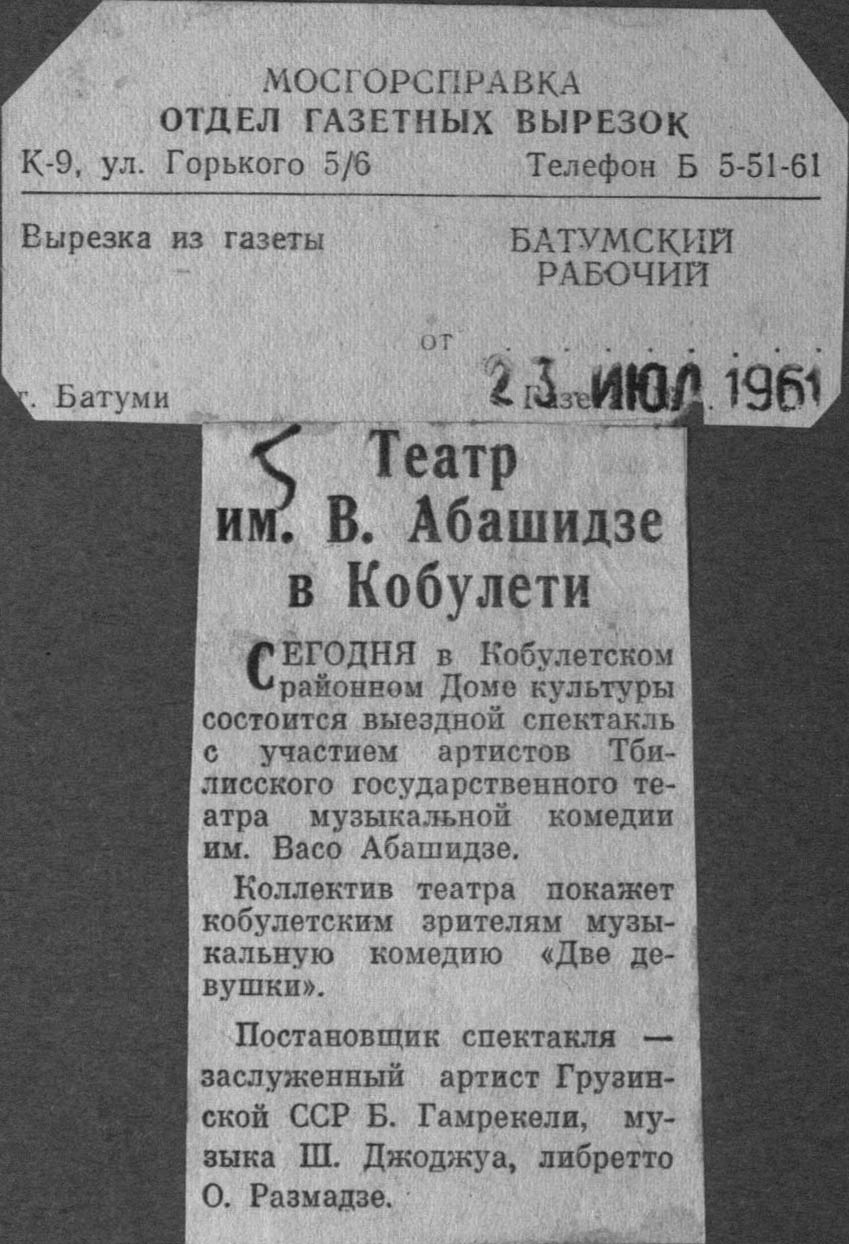 МОСГОРСПРАВКА
ОТДЕЛ ГАЗЕТНЫХ ВЫРЕЗОК
К-9, ул. Горького 5/6 Телефон Б 5-51-61
Вырезка из газеты БАТУМСКИЙ
РАБОЧИЙ
от . . . . . . .
г. Батуми 23 ИЮЛ 1961
Театр
им. В. Абашидзе
в Кобулети
СЕГОДНЯ в Кобулетском
районном Доме культуры
состоится выездной спектакль
с участием артистов Тби-
лисского государственного те-
атра музыкальной комедии
им. Васо Абашидзе.
Коллектив театра покажет
кобулетским зрителям музы-
кальную комедию «Две де-
вушки».
Постановщик спектакля —
заслуженный артист Грузин-
ской ССР Б. Гамрекели, му-
зыка Ш. Джоджуа, либретто
О. Размадзе.